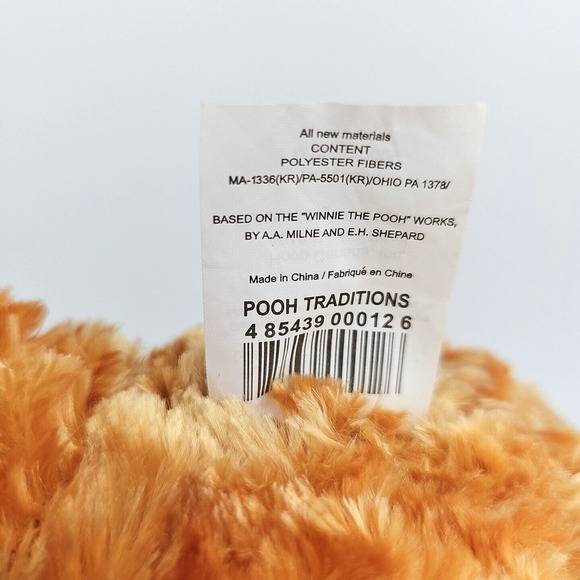 All new materials
CONTENT
POLYESTER FIBERS
MA-1336(KR)/PA-5501(KR)/OHIO PA 1378/
BASED ON THE "WINNIE THE POOH" WORKS,
BY A.A. MILNE AND E.H. SHEPARD
Made in China / Fabriqué en Chine
POOH TRADITIONS
4 85439 00012 6